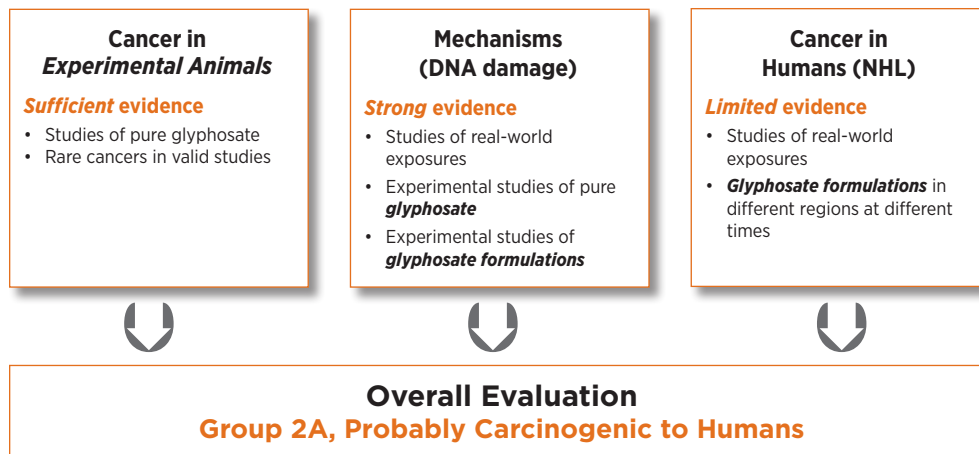 Cancer in
Experimental Animals
Sufficient evidence
• Studies of pure glyphosate
• Rare cancers in valid studies
Mechanisms
(DNA damage)
Strong evidence
• Studies of real-world
exposures
• Experimental studies of pure
glyphosate
• Experimental studies of
glyphosate formulations
Cancer in
Humans (NHL)
Limited evidence
• Studies of real-world
exposures
• Glyphosate formulations in
different regions at different
times
Overall Evaluation
Group 2A, Probably Carcinogenic to Humans